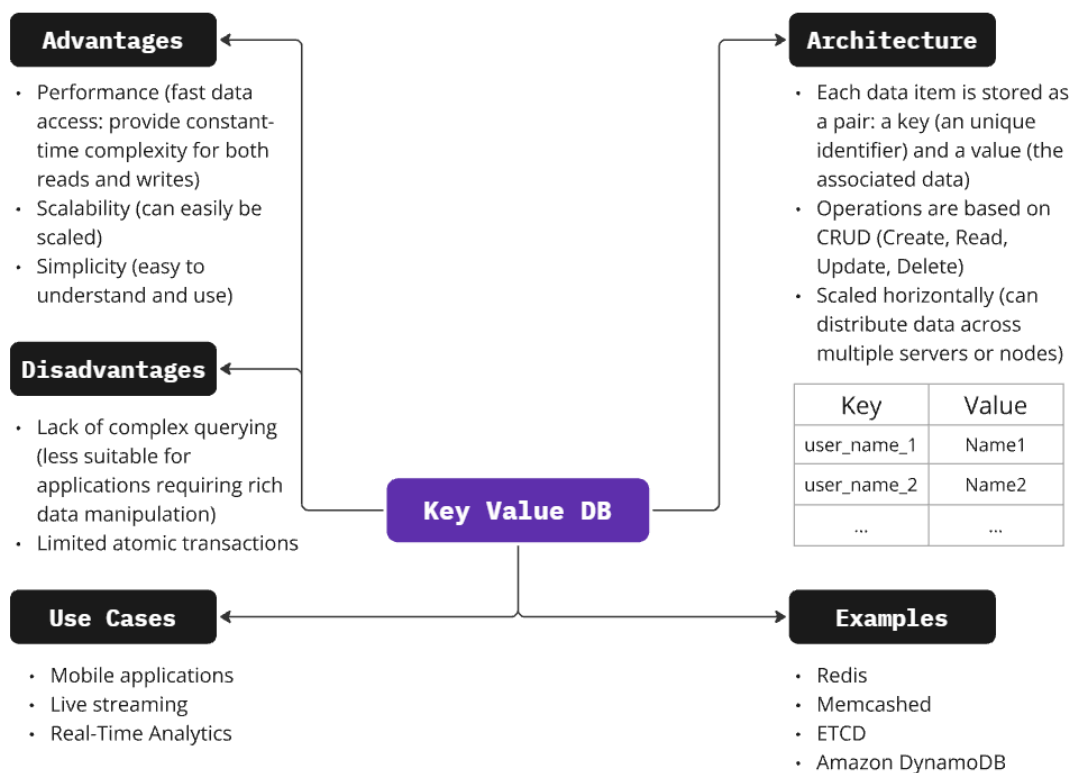 Advantages
• Performance (fast data
access: provide constant-
time complexity for both
reads and writes)
• Scalability (can easily be
scaled)
• Simplicity (easy to
understand and use)
Disadvantages
• Lack of complex querying
(less suitable for
applications requiring rich
data manipulation)
• Limited atomic transactions
Key Value DB
Architecture
• Each data item is stored as
a pair: a key (an unique
identifier) and a value (the
associated data)
• Operations are based on
CRUD (Create, Read,
Update, Delete)
• Scaled horizontally (can
distribute data across
multiple servers or nodes)
Key Value
user_name_1 Name1
user_name_2 Name2
... ...
Use Cases
• Mobile applications
• Live streaming
• Real-Time Analytics
Examples
• Redis
• Memcashed
• ETCD
• Amazon DynamoDB